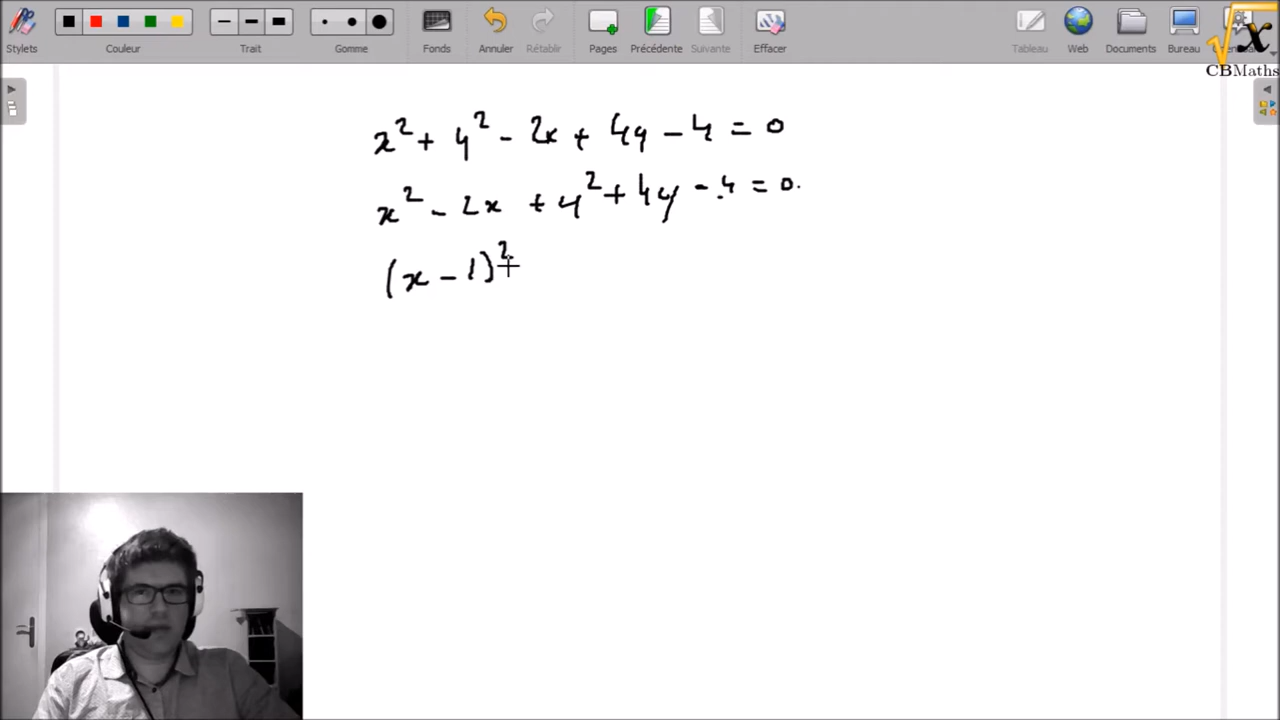 Stylets Couleur Trait Gomme Fonds Annuler Rétablir Pages Précédente Suivante Effacer Tableau Web Documents Bureau
CBMaths
x² + y² - 2x + 4y - 4 = 0
x² - 2x + y² + 4y - 4 = 0.
(x - 1)²